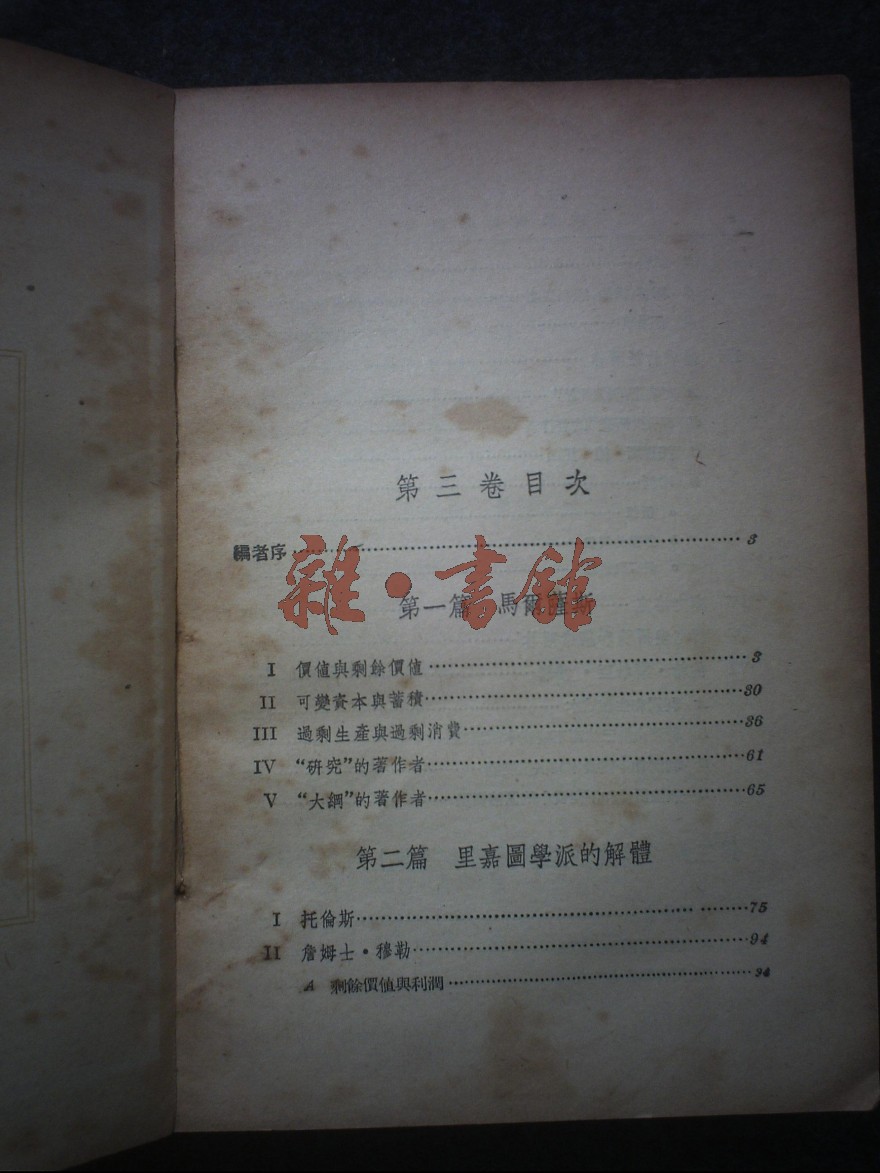 第三卷目次
編者序 3
雜·書館
第一篇 馬爾薩斯
I 價值與剩餘價值 3
II 可變資本與蓄積 30
III 過剩生產與過剩消費 36
IV “研究”的著作者 61
V “大綱”的著作者 65
第二篇 里嘉圖學派的解體
I 托倫斯 75
II 詹姆士·穆勒 94
A 剩餘價值與利潤 94